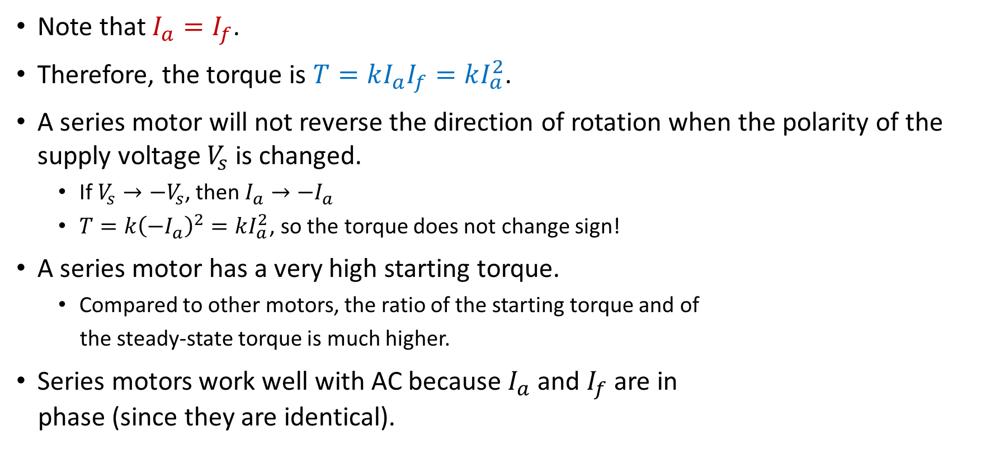 • Note that $I_a = I_f$.
• Therefore, the torque is $T = kI_aI_f = kI_a^2$.
• A series motor will not reverse the direction of rotation when the polarity of the
supply voltage $V_s$ is changed.
• If $V_s \rightarrow -V_s$, then $I_a \rightarrow -I_a$
• $T = k(-I_a)^2 = kI_a^2$, so the torque does not change sign!
• A series motor has a very high starting torque.
• Compared to other motors, the ratio of the starting torque and of
the steady-state torque is much higher.
• Series motors work well with AC because $I_a$ and $I_f$ are in
phase (since they are identical).